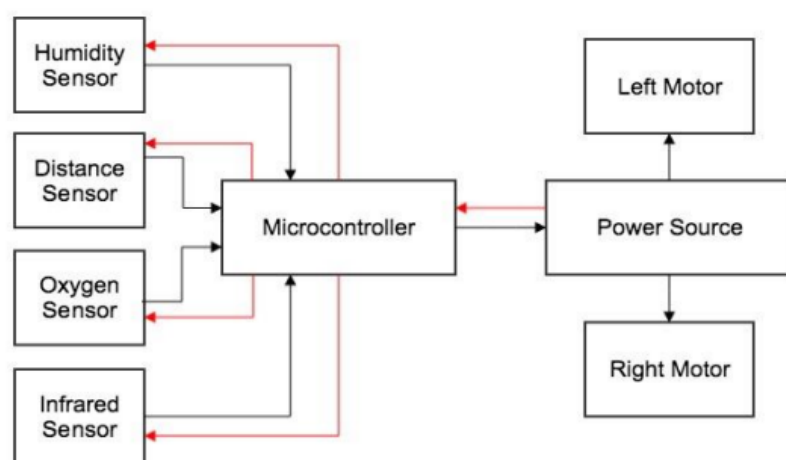 Humidity
Sensor
Distance
Sensor
Oxygen
Sensor
Infrared
Sensor
Microcontroller
Left Motor
Power Source
Right Motor